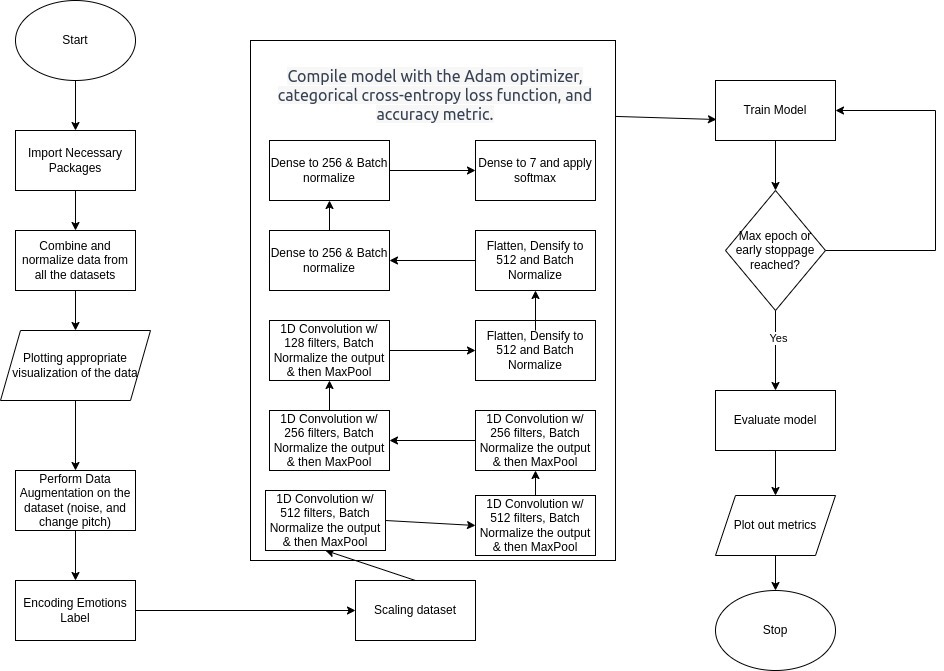 Start
Import Necessary
Packages
Combine and
normalize data from
all the datasets
Plotting appropriate
visualization of the data
Perform Data
Augmentation on the
dataset (noise, and
change pitch)
Encoding Emotions
Label
Scaling dataset
Compile model with the Adam optimizer,
categorical cross-entropy loss function, and
accuracy metric.
1D Convolution w/
512 filters, Batch
Normalize the output
& then MaxPool
1D Convolution w/
512 filters, Batch
Normalize the output
& then MaxPool
1D Convolution w/
256 filters, Batch
Normalize the output
& then MaxPool
1D Convolution w/
256 filters, Batch
Normalize the output
& then MaxPool
1D Convolution w/
128 filters, Batch
Normalize the output
& then MaxPool
Flatten, Densify to
512 and Batch
Normalize
Flatten, Densify to
512 and Batch
Normalize
Dense to 256 & Batch
normalize
Dense to 256 & Batch
normalize
Dense to 7 and apply
softmax
Train Model
Max epoch or
early stoppage
reached?
Yes
Evaluate model
Plot out metrics
Stop